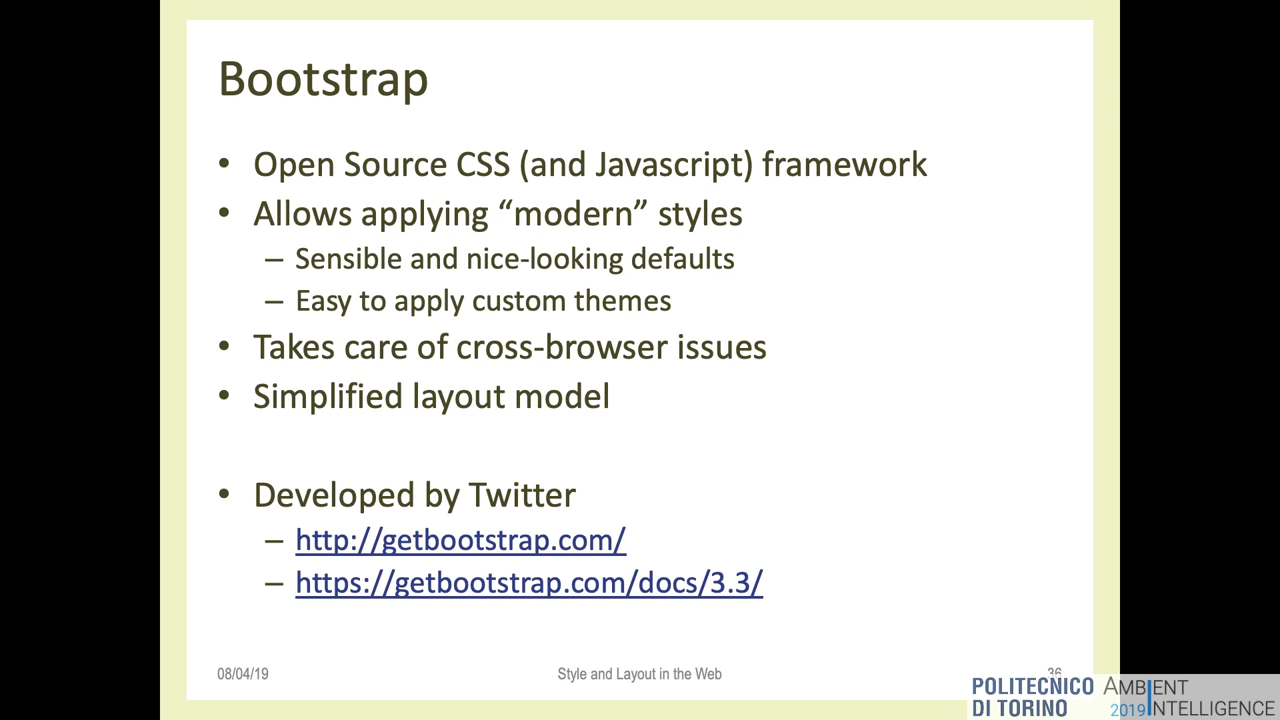 Bootstrap
• Open Source CSS (and Javascript) framework
• Allows applying “modern” styles
– Sensible and nice-looking defaults
– Easy to apply custom themes
• Takes care of cross-browser issues
• Simplified layout model
• Developed by Twitter
– http://getbootstrap.com/
– https://getbootstrap.com/docs/3.3/
08/04/19
Style and Layout in the Web
36
POLITECNICO
DI TORINO
AMBIENT
2019 INTELLIGENCE